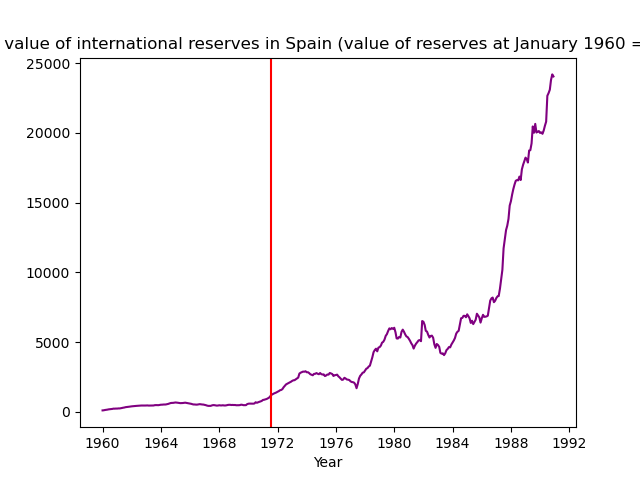 value of international reserves in Spain (value of reserves at January 1960 =
25000
20000
15000
10000
5000
0
1960 1964 1968 1972 1976 1980 1984 1988 1992
Year